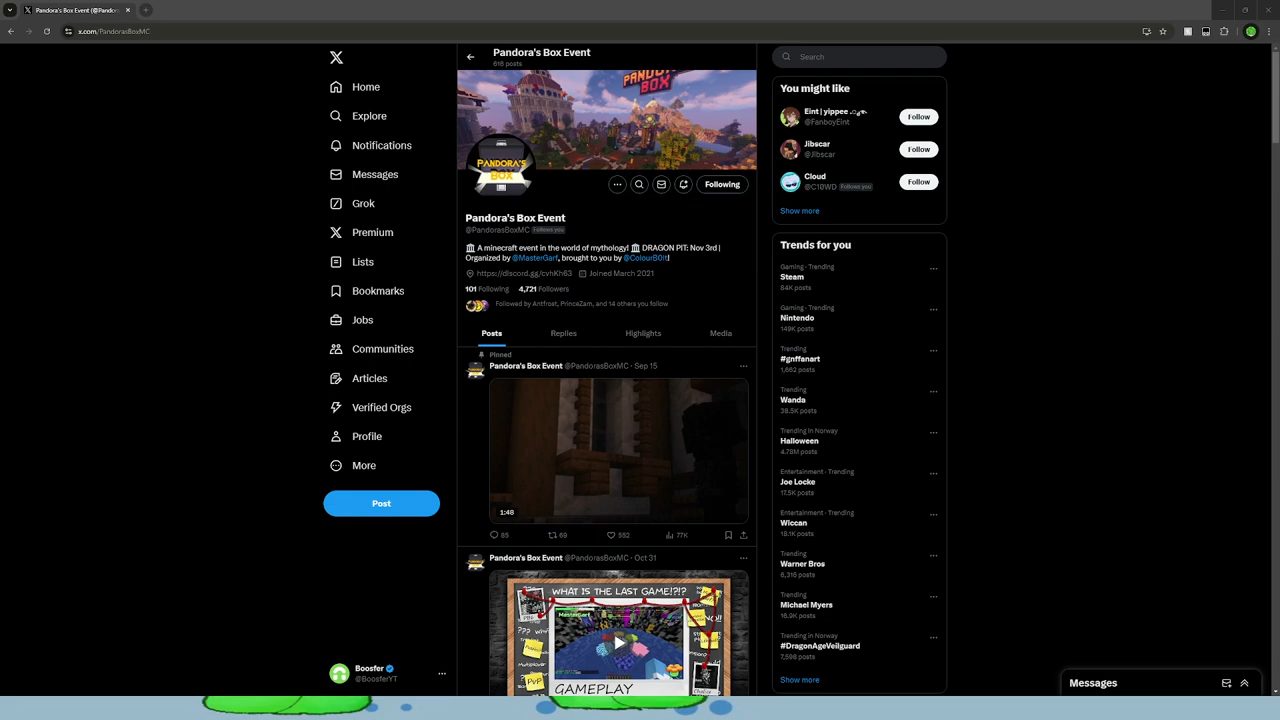 Pandora's Box Event (@Pandor
x.com/PandorasBoxMC
Home
Explore
Notifications
Messages
Grok
Premium
Lists
Bookmarks
Jobs
Communities
Articles
Verified Orgs
Profile
More
Post
Boosfer
@BoosferYT
Pandora's Box Event
616 posts
PANDORA'S
BOX
PANDORA'S
BOX
Following
Pandora's Box Event
@PandorasBoxMC Follows you
A minecraft event in the world of mythology! DRAGON PIT: Nov 3rd |
Organized by @MasterGarf, brought to you by @ColourB0lt!
https://discord.gg/cvhKh63 Joined March 2021
101 Following 4,721 Followers
Followed by Antfrost, PrinceZam, and 14 others you follow
Posts Replies Highlights Media
Pinned
Pandora's Box Event @PandorasBoxMC · Sep 15
1:48
85 69 552 77K
Pandora's Box Event @PandorasBoxMC · Oct 31
WHAT IS THE LAST GAME!?!?
MasterGarf
PvP
GAMEPLAY
Search
You might like
Eint | yippee
@FanboyEint
Follow
Jibscar
@Jibscar
Follow
Cloud
@C10WD Follows you
Follow
Show more
Trends for you
Gaming · Trending
Steam
84K posts
Gaming · Trending
Nintendo
149K posts
Trending
#gnffanart
1,662 posts
Trending
Wanda
38.5K posts
Trending in Norway
Halloween
4.78M posts
Entertainment · Trending
Joe Locke
17.5K posts
Entertainment · Trending
Wiccan
18.1K posts
Trending
Warner Bros
6,316 posts
Trending
Michael Myers
16.9K posts
Trending in Norway
#DragonAgeVeilguard
7,598 posts
Show more
Messages